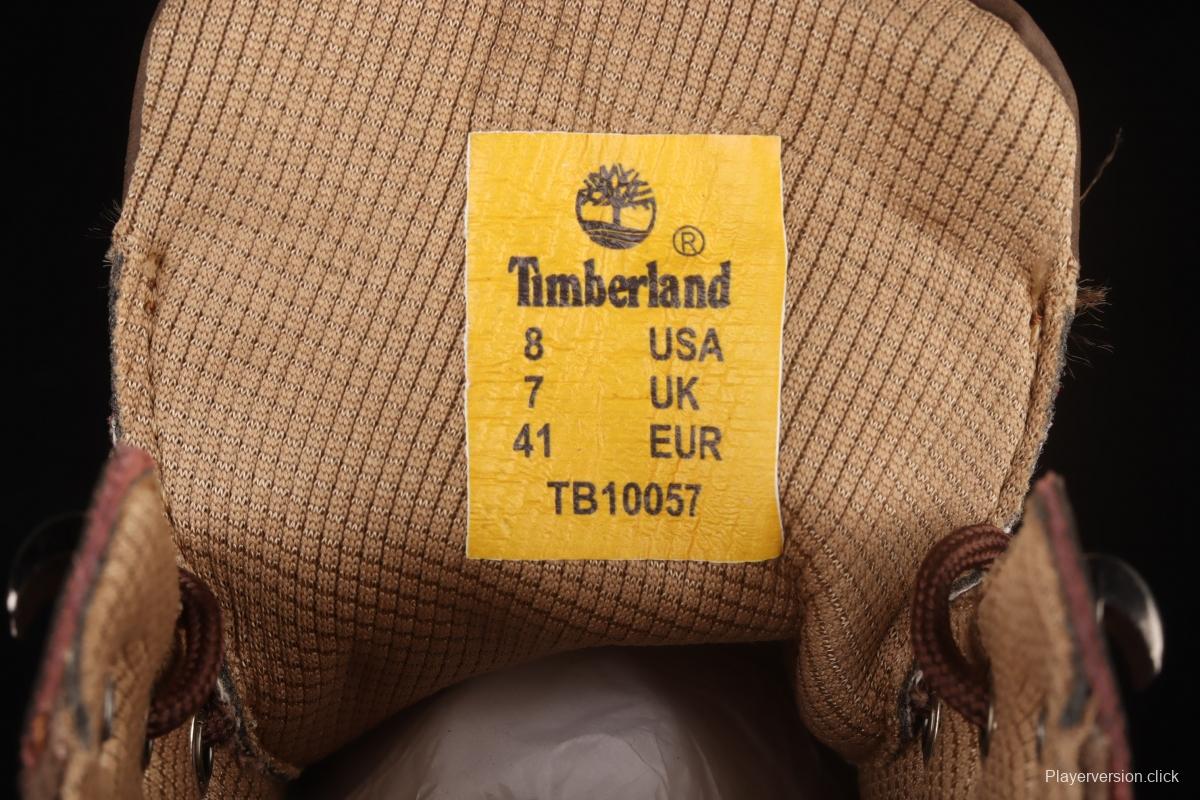 ®
Timberland
8 USA
7 UK
41 EUR
TB10057
Playerversion.click